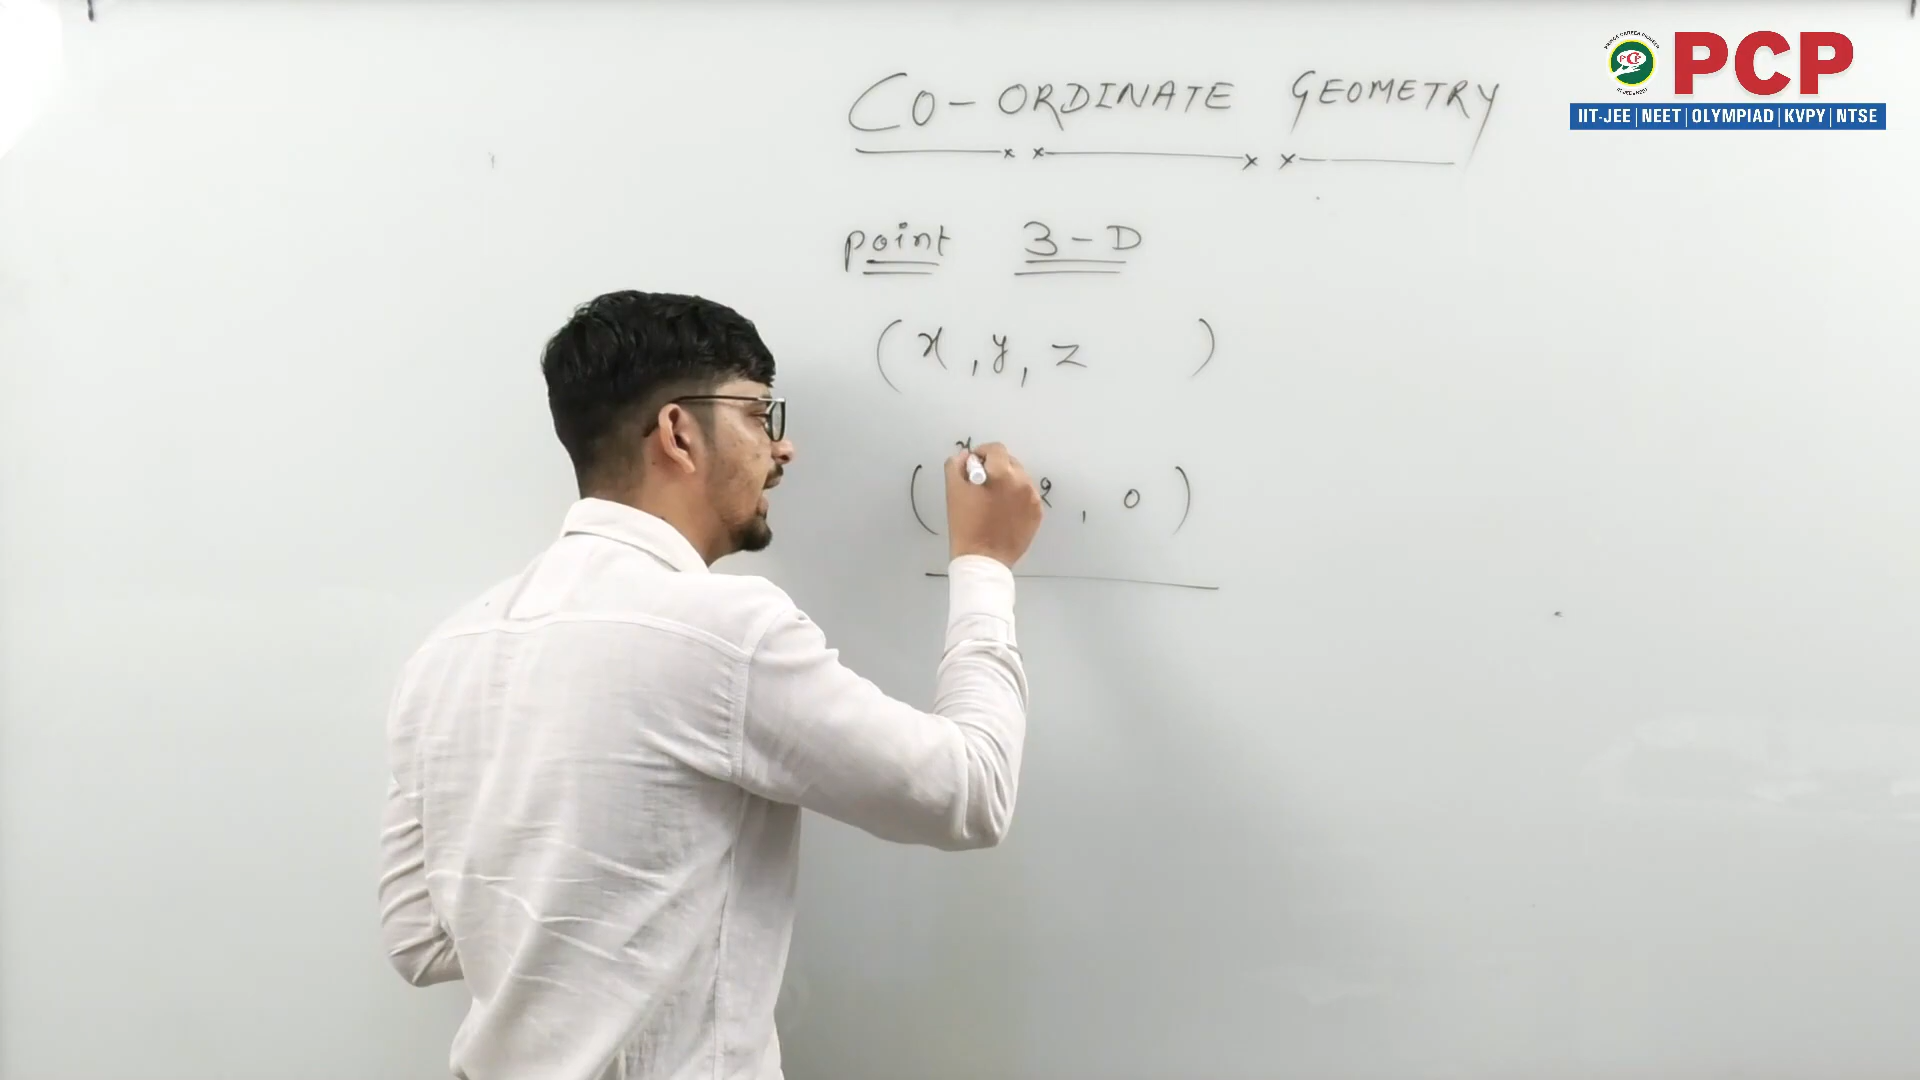 PCP
IIT-JEE | NEET | OLYMPIAD | KVPY | NTSE
CO-ORDINATE GEOMETRY
point 3-D
(x, y, z )
( 2, 0 )